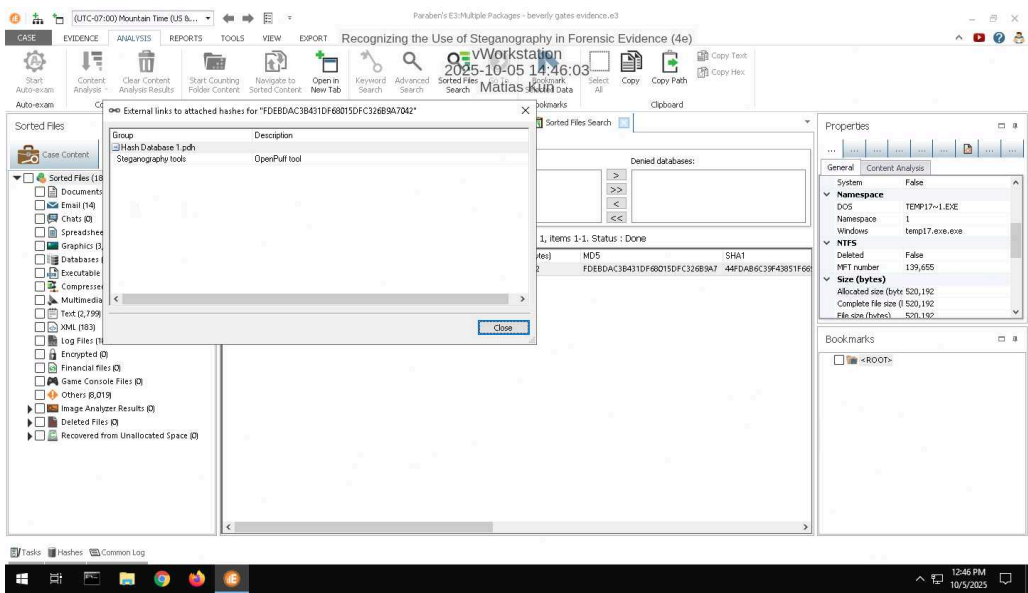 (UTC-07:00) Mountain Time (US &...
Paraben's E3:Multiple Packages - beverly gates evidence.e3
CASE EVIDENCE ANALYSIS REPORTS TOOLS VIEW EXPORT
Recognizing the Use of Steganography in Forensic Evidence (4e)
vWorkstation
2025-10-05 14:46:03
Matias Kun
Start Auto-exam
Content Analysis
Clear Content Analysis Results
Start Counting Folder Content
Navigate to Sorted Content
Open in New Tab
Keyword Search
Advanced Search
Sorted Files Search
Select All
Copy
Copy Path
Copy Text
Copy Hex
Auto-exam
Clipboard
Sorted Files
Case Content
Sorted Files (18
Documents
Email (14)
Chats (0)
Spreadshee
Graphics (3,
Databases (
Executable
Compresse
Multimedia
Text (2,799)
XML (183)
Log Files (1
Encrypted (0)
Financial files (0)
Game Console Files (0)
Others (8,019)
Image Analyzer Results (0)
Deleted Files (0)
Recovered from Unallocated Space (0)
External links to attached hashes for "FDEBDAC3B431DF68015DFC326B9A7042"
Group Description
Hash Database 1.pdh
Steganography tools OpenPuff tool
Close
Sorted Files Search
Denied databases:
>
>>
<
<<
1, items 1-1. Status : Done
MD5 SHA1
FDEBDAC3B431DF68015DFC326B9A7 44FDAB6C39F43851F66
Properties
General Content Analysis
System False
Namespace
DOS TEMP17~1.EXE
Namespace 1
Windows temp17.exe.exe
NTFS
Deleted False
MFT number 139,655
Size (bytes)
Allocated size (byte 520,192
Complete file size (l 520,192
File size (bytes) 520,192
Bookmarks
<ROOT>
Tasks Hashes Common Log
12:46 PM
10/5/2025